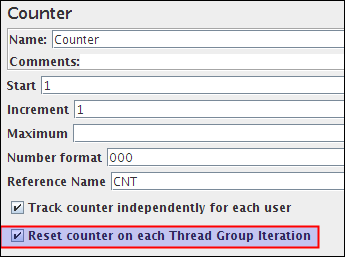 Counter
Name: Counter
Comments:
Start 1
Increment 1
Maximum
Number format 000
Reference Name CNT
Track counter independently for each user
Reset counter on each Thread Group Iteration